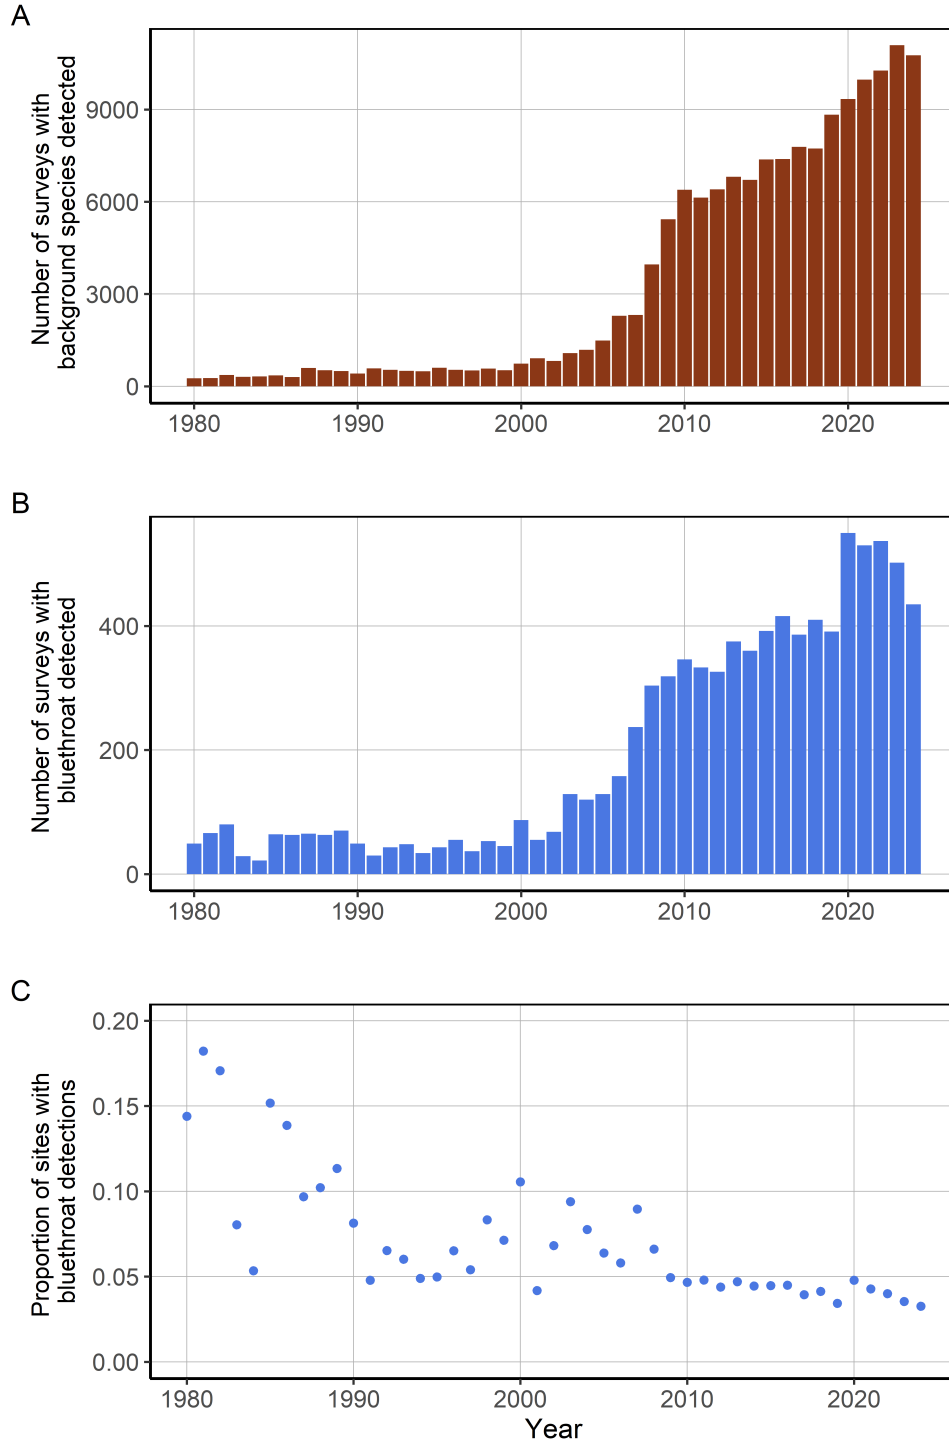 A
Number of surveys with
background species detected
9000
6000
3000
0
1980 1990 2000 2010 2020
B
Number of surveys with
bluethroat detected
400
200
0
1980 1990 2000 2010 2020
C
Proportion of sites with
bluethroat detections
0.20
0.15
0.10
0.05
0.00
1980 1990 2000 2010 2020
Year